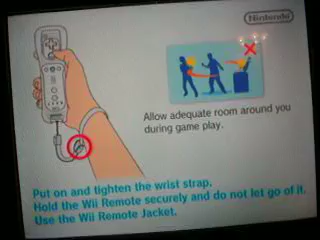 Nintendo
Allow adequate room around you
during game play.
Put on and tighten the wrist strap.
Hold the Wii Remote securely and do not let go of it.
Use the Wii Remote Jacket.